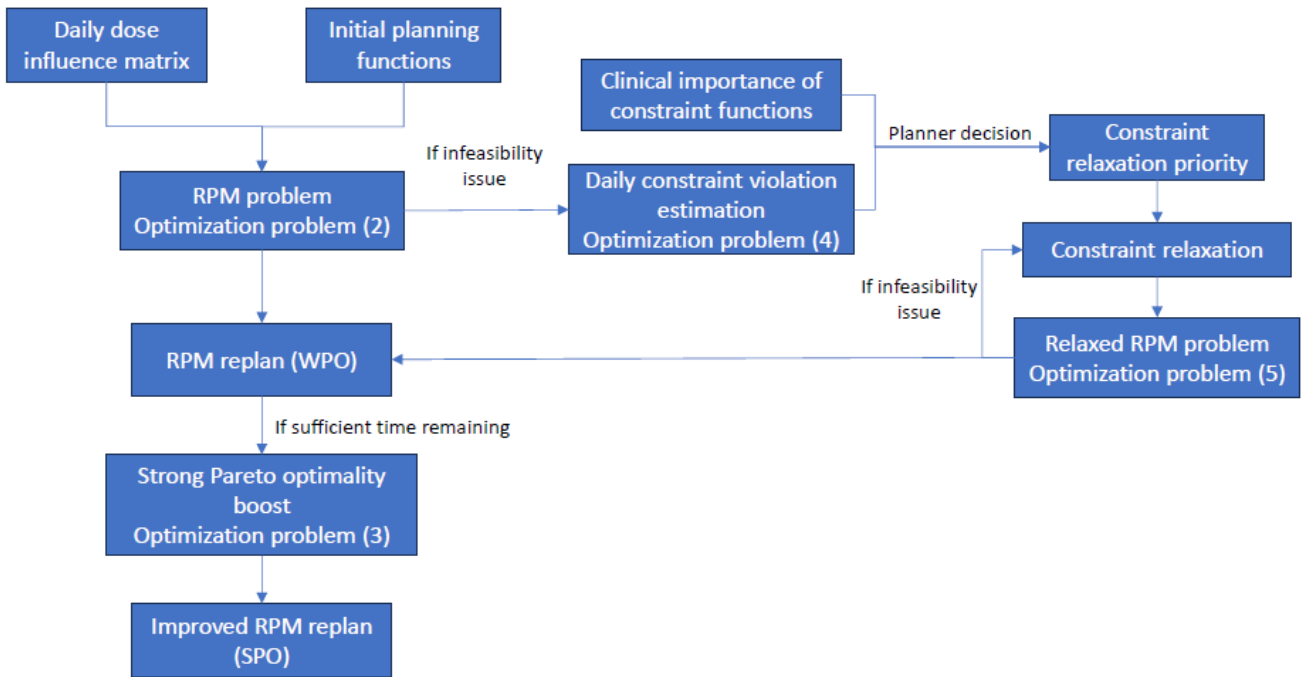 Daily dose
influence matrix
Initial planning
functions
Clinical importance of
constraint functions
Planner decision
Constraint
relaxation priority
If infeasibility
issue
RPM problem
Optimization problem (2)
Daily constraint violation
estimation
Optimization problem (4)
Constraint relaxation
If infeasibility
issue
RPM replan (WPO)
Relaxed RPM problem
Optimization problem (5)
If sufficient time remaining
Strong Pareto optimality
boost
Optimization problem (3)
Improved RPM replan
(SPO)